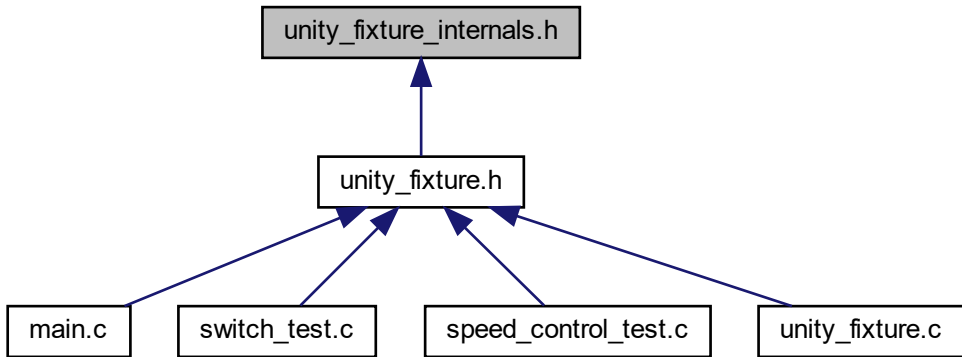 unity_fixture_internals.h
unity_fixture.h
main.c
switch_test.c
speed_control_test.c
unity_fixture.c